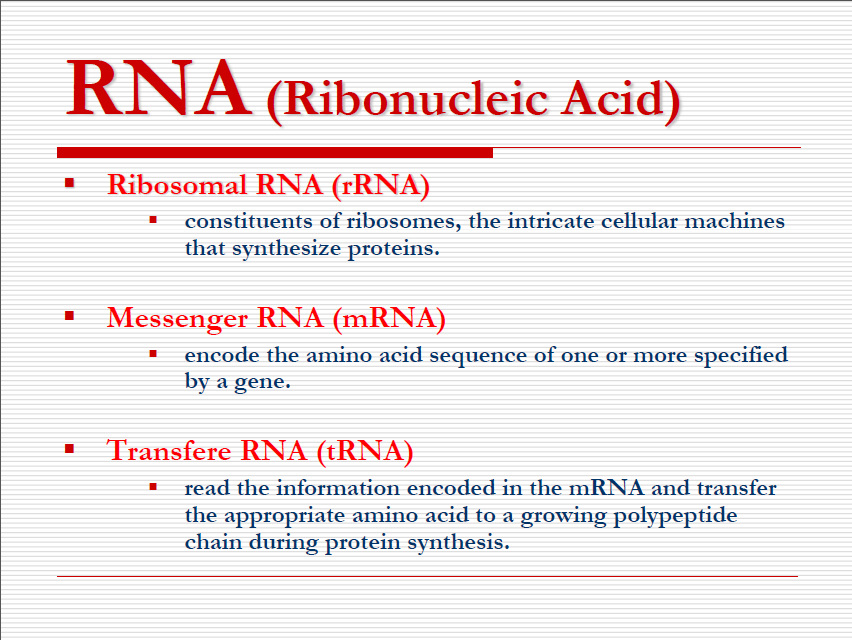 RNA (Ribonucleic Acid)
▪ Ribosomal RNA (rRNA)
▪ constituents of ribosomes, the intricate cellular machines
that synthesize proteins.
▪ Messenger RNA (mRNA)
▪ encode the amino acid sequence of one or more specified
by a gene.
▪ Transfere RNA (tRNA)
▪ read the information encoded in the mRNA and transfer
the appropriate amino acid to a growing polypeptide
chain during protein synthesis.